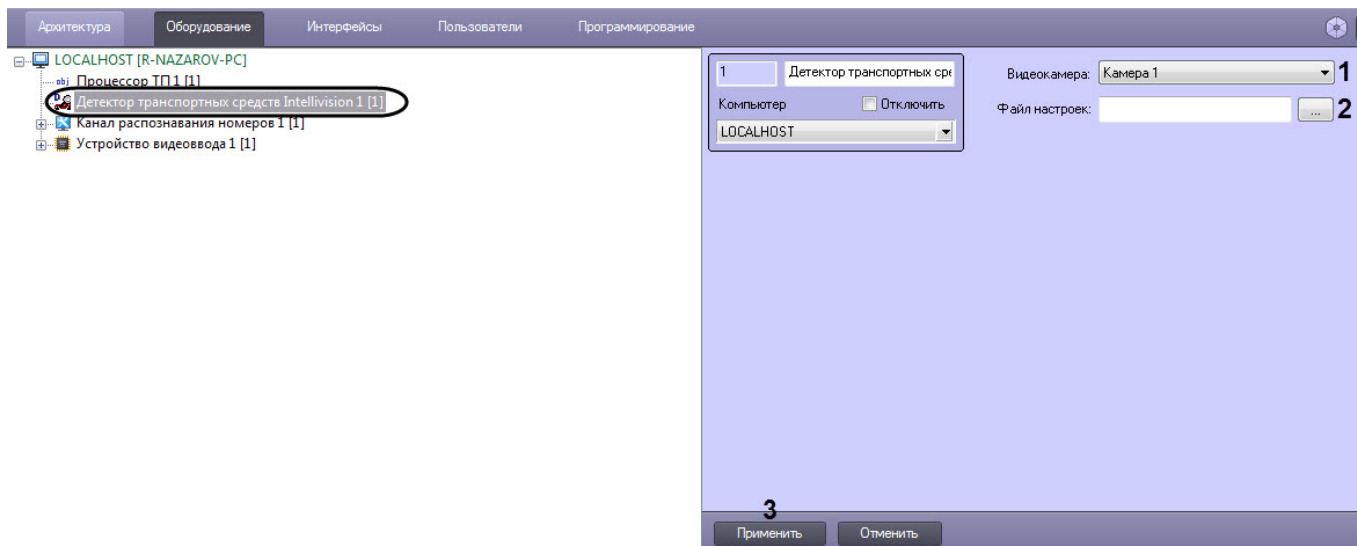 Архитектура Оборудование Интерфейсы Пользователи Программирование
LOCALHOST [R-NAZAROV-PC]
obj Процессор ТП 1 [1]
Детектор транспортных средств Intellivision 1 [1]
Канал распознавания номеров 1 [1]
Устройство видеоввода 1 [1]
1 Детектор транспортных сре
Компьютер Отключить
LOCALHOST
Видеокамера: Камера 1 1
Файл настроек: ... 2
3
Применить Отменить